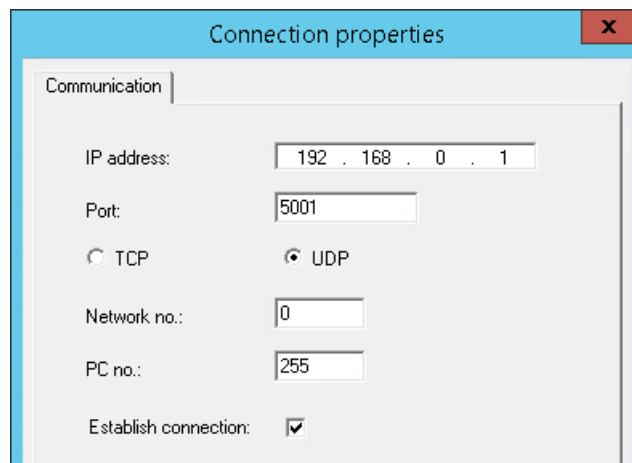 Connection properties x
Communication
IP address: 192 . 168 . 0 . 1
Port: 5001
TCP UDP
Network no.: 0
PC no.: 255
Establish connection: